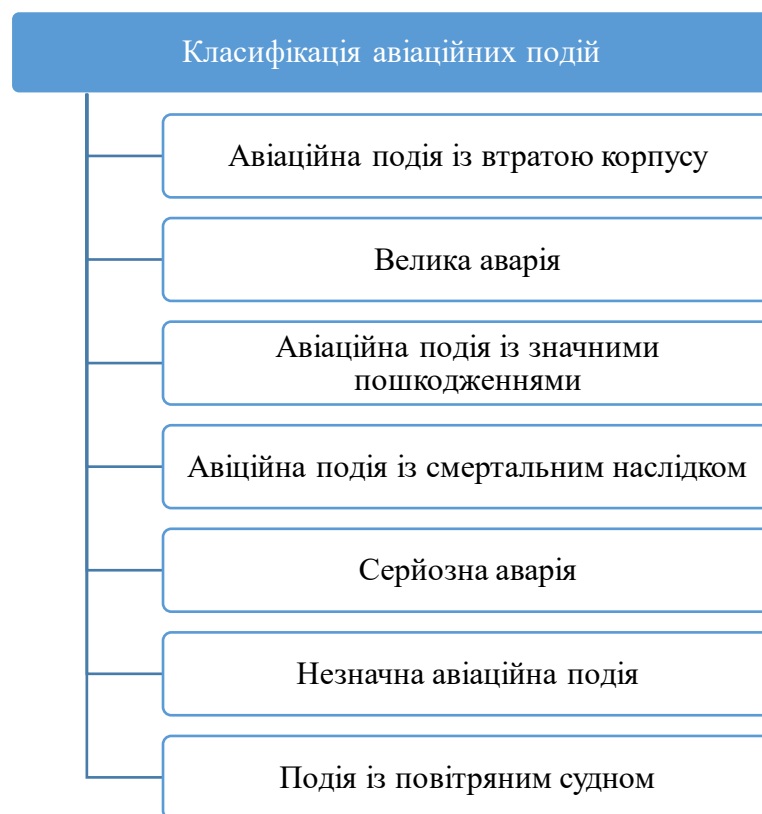 Класифікація авіаційних подій
Авіаційна подія із втратою корпусу
Велика аварія
Авіаційна подія із значними
пошкодженнями
Авіційна подія із смертальним наслідком
Серйозна аварія
Незначна авіаційна подія
Подія із повітряним судном